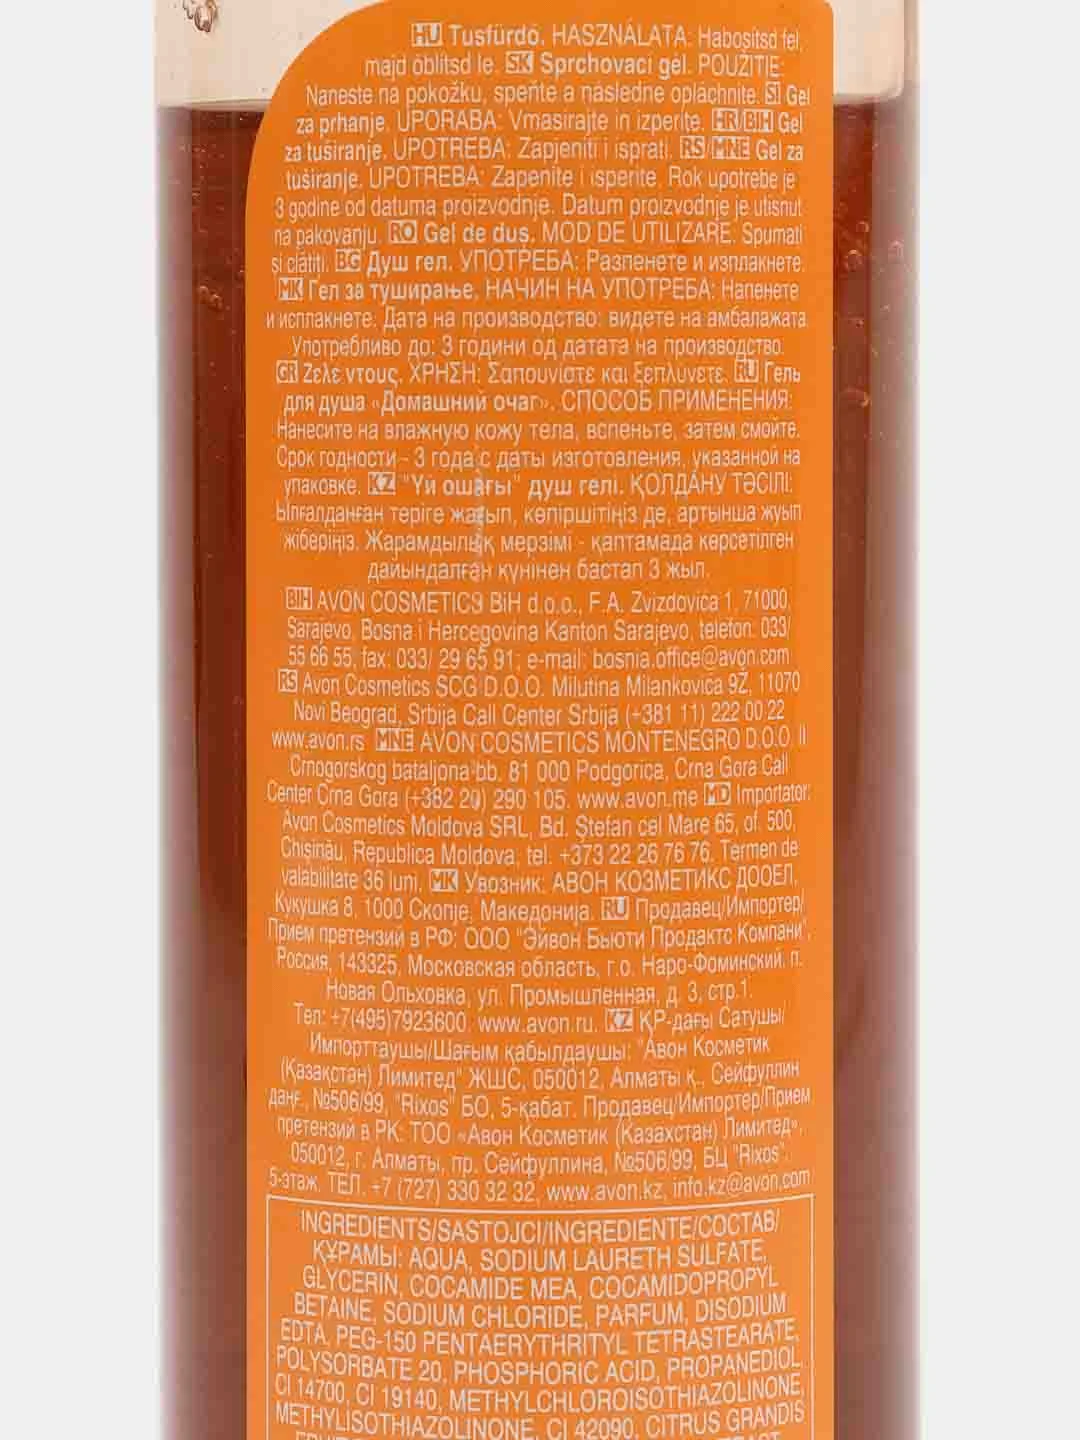 HU Tusfürdő. HASZNÁLATA: Habosítsd fel,
majd öblítsd le. SK Sprchovací gél. POUŽITIE:
Naneste na pokožku, speňte a následne opláchnite. SI Gel
za prhanje. UPORABA: Vmasirajte in izperite. HR/BIH Gel
za tuširanje. UPOTREBA: Zapjeniti i isprati. RS/MNE Gel za
tuširanje. UPOTREBA: Zapenite i isperite. Rok upotrebe je
3 godine od datuma proizvodnje. Datum proizvodnje je utisnut
na pakovanju. RO Gel de duş. MOD DE UTILIZARE: Spumaţi
şi clătiţi. BG Душ гел. УПОТРЕБА: Разпенете и изплакнете.
MK Гел за туширање. НАЧИН НА УПОТРЕБА: Напенете
и исплакнете. Дата на производство: видете на амбалажата.
Употребливо до: 3 години од датата на производство.
GR Ζελέ ντους. ΧΡΗΣΗ: Σαπουνίστε και ξεπλύνετε. RU Гель
для душа «Домашний очаг». СПОСОБ ПРИМЕНЕНИЯ:
Нанесите на влажную кожу тела, вспеньте, затем смойте.
Срок годности - 3 года с даты изготовления, указанной на
упаковке. KZ "Үй ошағы" душ гелі. ҚОЛДАНУ ТӘСІЛІ:
Ылғалданған теріге жағып, көпіршітіңіз де, артынша жуып
жіберіңіз. Жарамдылық мерзімі - қаптамада көрсетілген
дайындалған күнінен бастап 3 жыл.
BIH AVON COSMETICS BiH d.o.o., F.A. Zvizdovića 1, 71000,
Sarajevo, Bosna i Hercegovina Kanton Sarajevo, telefon: 033/
55 66 55, fax: 033/ 29 65 91; e-mail: bosnia.office@avon.com
RS Avon Cosmetics SCG D.O.O. Milutina Milankovića 9Ž, 11070
Novi Beograd, Srbija Call Center Srbija (+381 11) 222 00 22
www.avon.rs MNE AVON COSMETICS MONTENEGRO D.O.O. II
Crnogorskog bataljona bb. 81 000 Podgorica, Crna Gora Call
Center Crna Gora (+382 20) 290 105. www.avon.me MD Importator:
Avon Cosmetics Moldova SRL, Bd. Ştefan cel Mare 65, of. 500,
Chişinău, Republica Moldova, tel. +373 22 26 76 76. Termen de
valabilitate 36 luni. MK Увозник: АВОН КОЗМЕТИКС ДООЕЛ,
Кукушка 8, 1000 Скопје, Македонија. RU Продавец/Импортер/
Прием претензий в РФ: ООО "Эйвон Бьюти Продактс Компани",
Россия, 143325, Московская область, г.о. Наро-Фоминский, п.
Новая Ольховка, ул. Промышленная, д. 3, стр.1.
Тел: +7(495)7923600. www.avon.ru. KZ ҚР-дағы Сатушы/
Импорттаушы/Шағым қабылдаушы: "Авон Косметик
(Қазақстан) Лимитед" ЖШС, 050012, Алматы қ., Сейфуллин
даңғ., №506/99, "Rixos" БО, 5-қабат. Продавец/Импортер/Прием
претензий в РК: ТОО «Авон Косметик (Казахстан) Лимитед»,
050012, г. Алматы, пр. Сейфуллина, №506/99, БЦ "Rixos",
5-этаж. ТЕЛ. +7 (727) 330 32 32, www.avon.kz, info.kz@avon.com
INGREDIENTS/SASTOJCI/INGREDIENTE/СОСТАВ/
ҚҰРАМЫ: AQUA, SODIUM LAURETH SULFATE,
GLYCERIN, COCAMIDE MEA, COCAMIDOPROPYL
BETAINE, SODIUM CHLORIDE, PARFUM, DISODIUM
EDTA, PEG-150 PENTAERYTHRITYL TETRASTEARATE,
POLYSORBATE 20, PHOSPHORIC ACID, PROPANEDIOL,
CI 14700, CI 19140, METHYLCHLOROISOTHIAZOLINONE,
METHYLISOTHIAZOLINONE, CI 42090, CITRUS GRANDIS